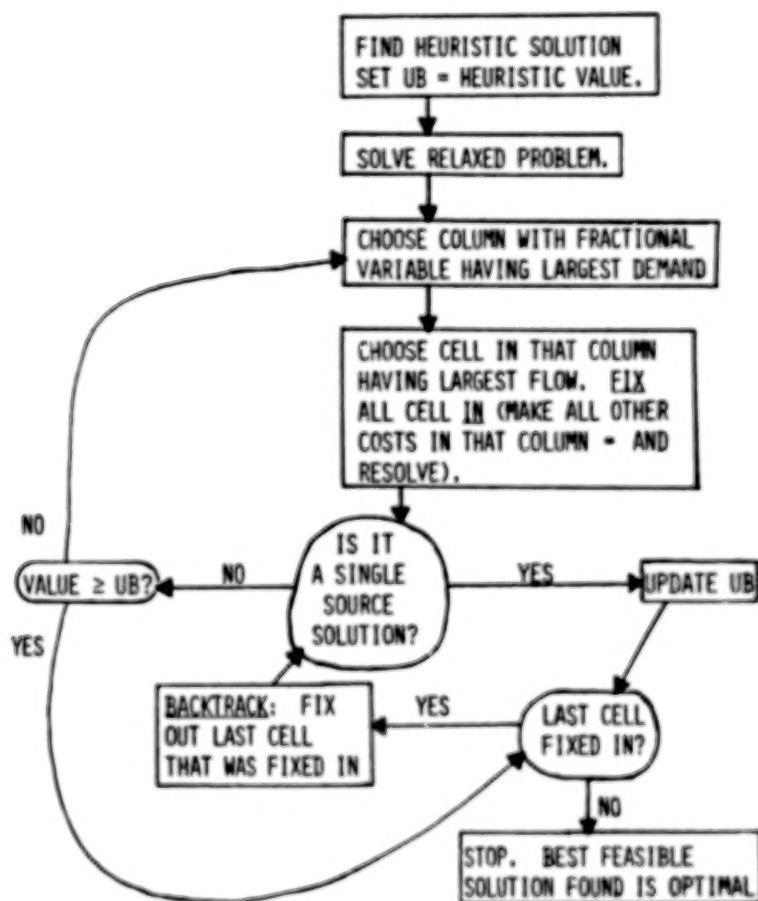 FIND HEURISTIC SOLUTION
SET UB = HEURISTIC VALUE.
SOLVE RELAXED PROBLEM.
CHOOSE COLUMN WITH FRACTIONAL
VARIABLE HAVING LARGEST DEMAND
CHOOSE CELL IN THAT COLUMN
HAVING LARGEST FLOW. FIX
ALL CELL IN (MAKE ALL OTHER
COSTS IN THAT COLUMN - AND
RESOLVE).
IS IT
A SINGLE
SOURCE
SOLUTION?
NO
VALUE ≥ UB?
NO
YES
YES
UPDATE UB
LAST CELL
FIXED IN?
YES
BACKTRACK: FIX
OUT LAST CELL
THAT WAS FIXED IN
NO
STOP. BEST FEASIBLE
SOLUTION FOUND IS OPTIMAL